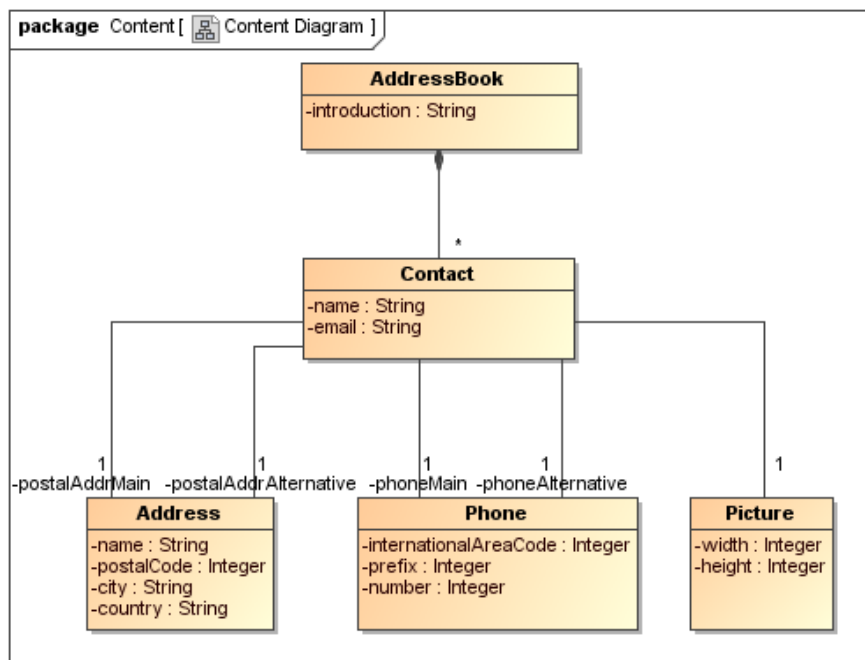 package Content [ Content Diagram ]
AddressBook
-introduction : String
*
Contact
-name : String
-email : String
1
-postalAddrMain
1
-postalAddrAlternative
1
-phoneMain
1
-phoneAlternative
1
Address
-name : String
-postalCode : Integer
-city : String
-country : String
Phone
-internationalAreaCode : Integer
-prefix : Integer
-number : Integer
Picture
-width : Integer
-height : Integer